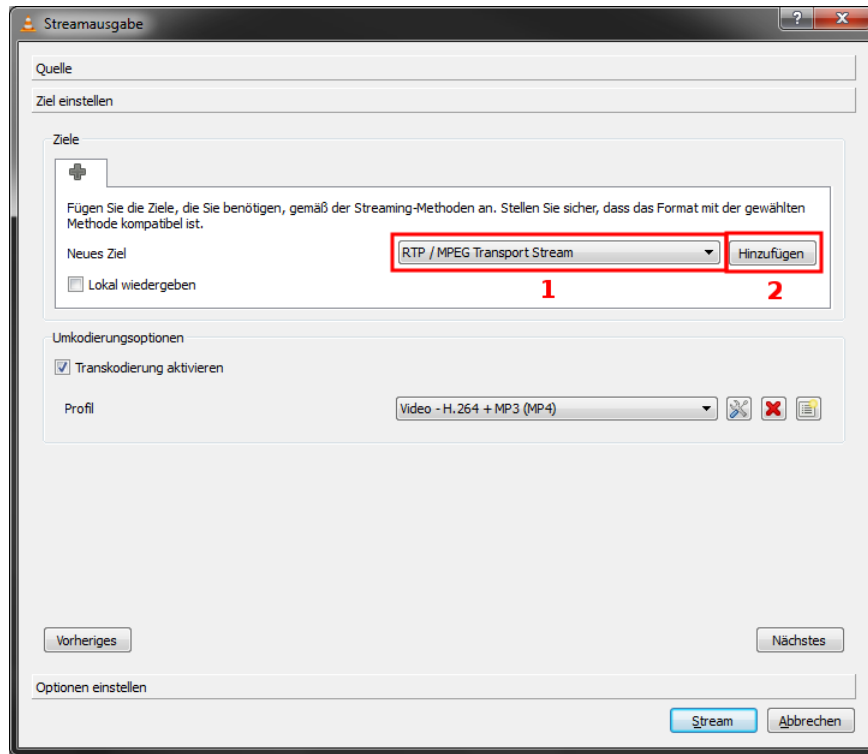 Streamausgabe
Quelle
Ziel einstellen
Ziele
Fügen Sie die Ziele, die Sie benötigen, gemäß der Streaming-Methoden an. Stellen Sie sicher, dass das Format mit der gewählten
Methode kompatibel ist.
Neues Ziel
RTP / MPEG Transport Stream
Hinzufügen
Lokal wiedergeben
1
2
Umkodierungsoptionen
Transkodierung aktivieren
Profil
Video - H.264 + MP3 (MP4)
Vorheriges
Nächstes
Optionen einstellen
Stream
Abbrechen